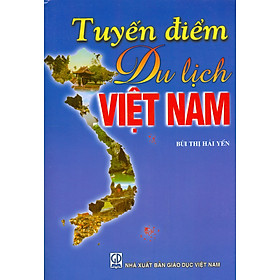 Tuyến điểm
Du lịch
VIỆT NAM
BÙI THỊ HẢI YẾN
NHÀ XUẤT BẢN GIÁO DỤC VIỆT NAM